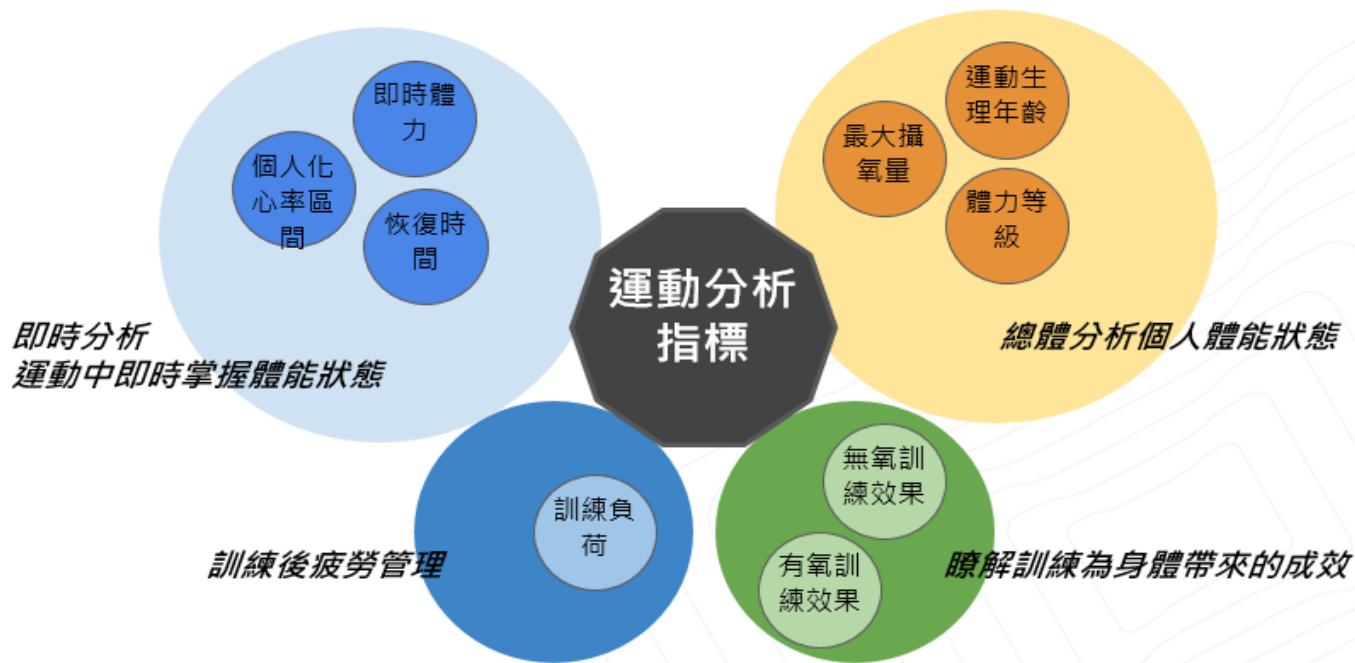 即時體
力
個人化
心率區
間
恢復時
間
即時分析
運動中即時掌握體能狀態
運動生
理年齡
最大攝
氧量
體力等
級
總體分析個人體能狀態
運動分析
指標
訓練負
荷
訓練後疲勞管理
無氧訓
練效果
有氧訓
練效果
瞭解訓練為身體帶來的成效